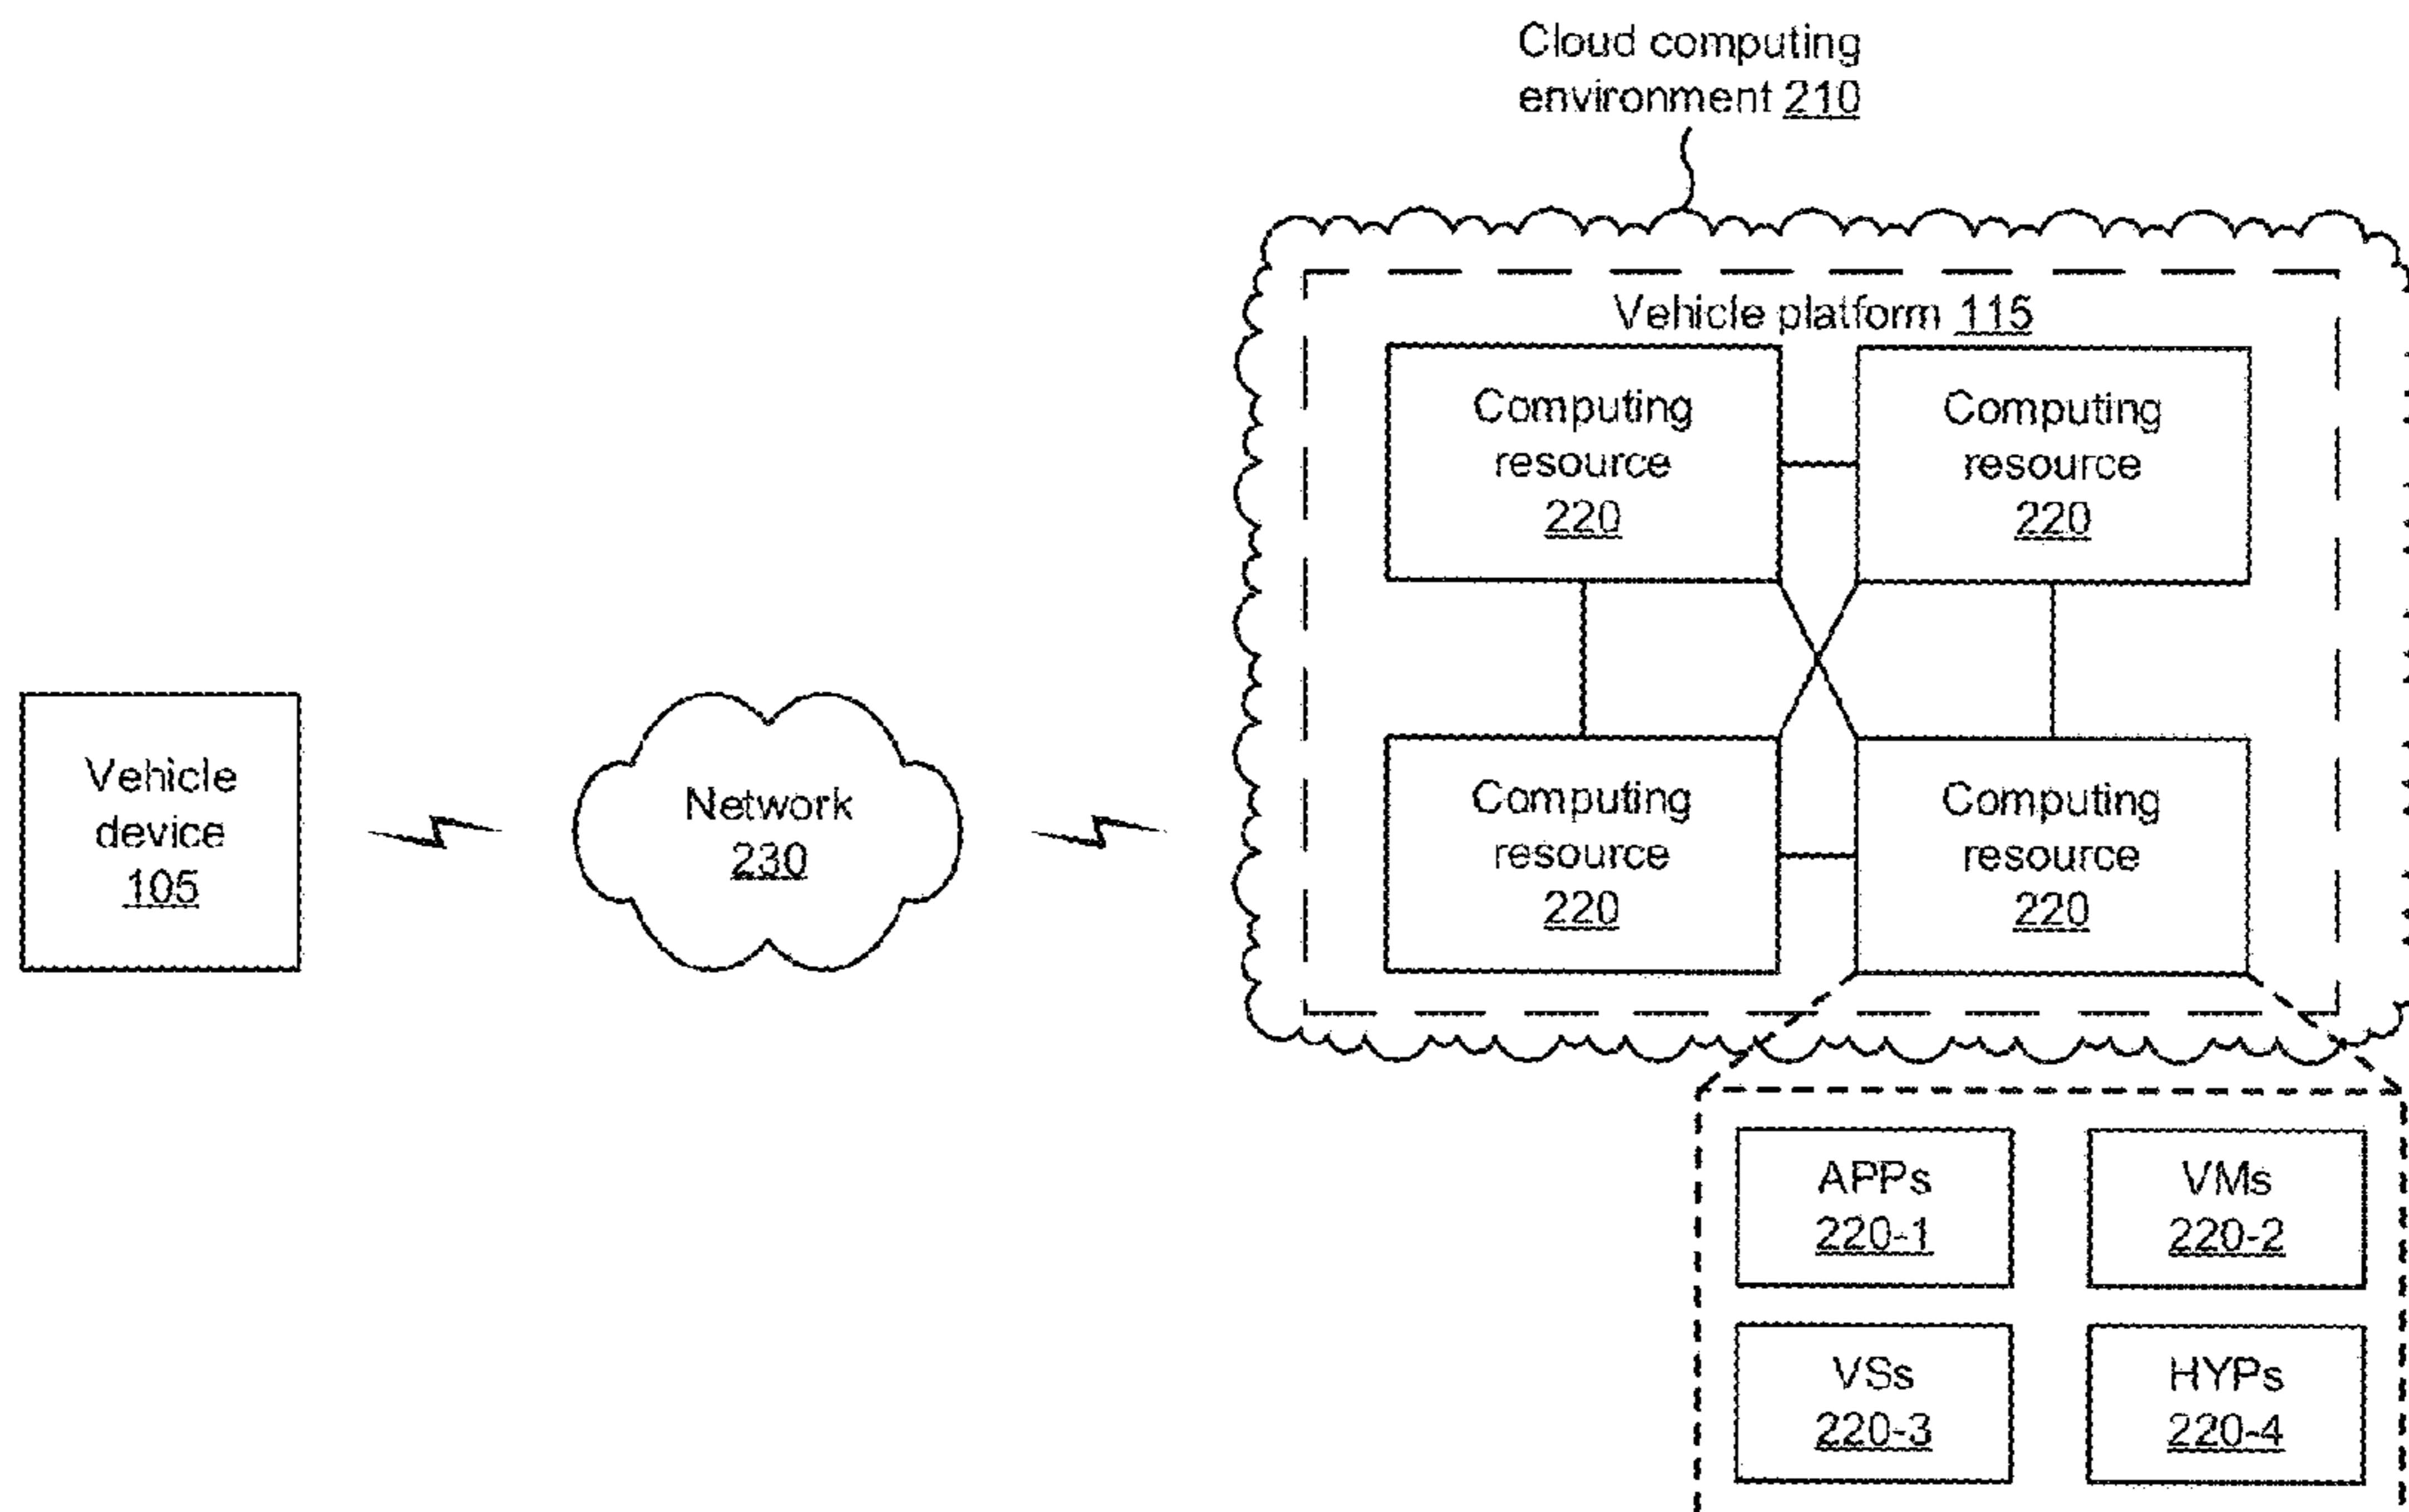 Cloud computing
environment 210
Vehicle platform 115
Computing
resource
220
Computing
resource
220
Vehicle
device
105
Network
230
Computing
resource
220
Computing
resource
220
APPs
220-1
VMs
220-2
VSs
220-3
HYPs
220-4